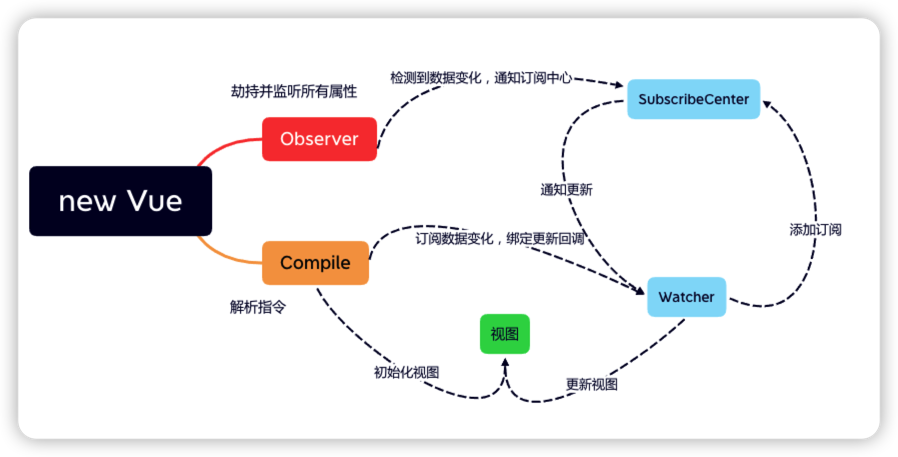 检测到数据变化，通知订阅中心
劫持并监听所有属性
SubscribeCenter
Observer
通知更新
new Vue
添加订阅
订阅数据变化，绑定更新回调
Compile
Watcher
解析指令
视图
初始化视图
更新视图